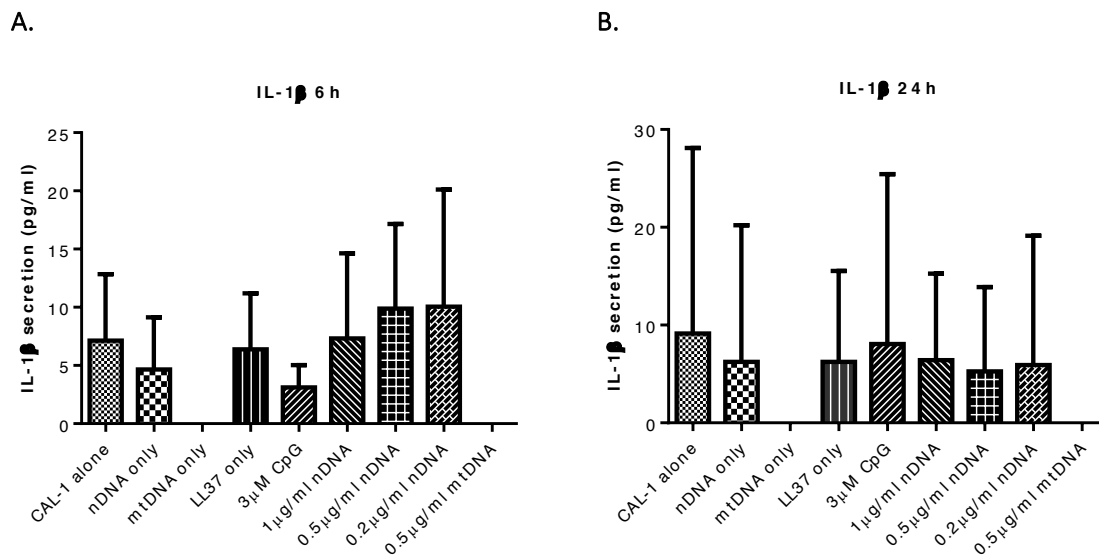 A.
IL-1β 6 h
IL-1β secretion (pg/ml)
25
20
15
10
5
0
CAL-1 alone
nDNA only
mtDNA only
LL37 only
3μM CpG
1μg/ml nDNA
0.5μg/ml nDNA
0.2μg/ml nDNA
0.5μg/ml mtDNA
B.
IL-1β 24 h
IL-1β secretion (pg/ml)
30
20
10
0
CAL-1 alone
nDNA only
mtDNA only
LL37 only
3μM CpG
1μg/ml nDNA
0.5μg/ml nDNA
0.2μg/ml nDNA
0.5μg/ml mtDNA